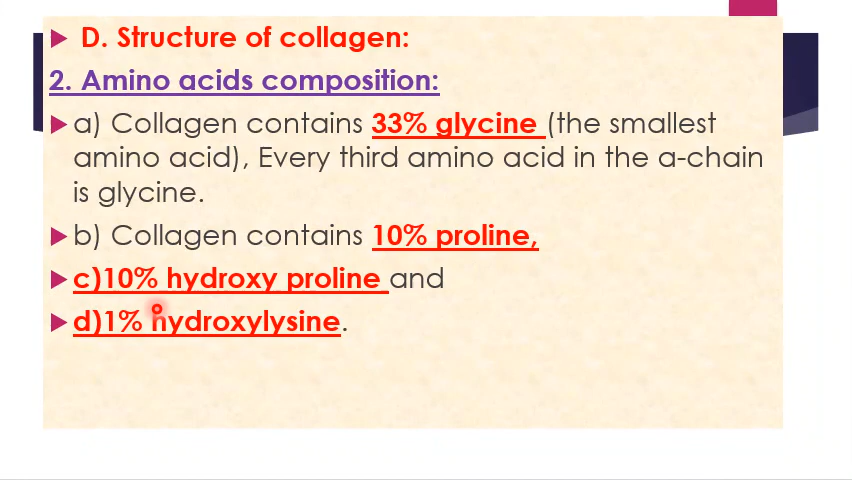 D. Structure of collagen:
2. Amino acids composition:
a) Collagen contains 33% glycine (the smallest
amino acid), Every third amino acid in the a-chain
is glycine.
b) Collagen contains 10% proline,
c)10% hydroxy proline and
d)1% hydroxylysine.